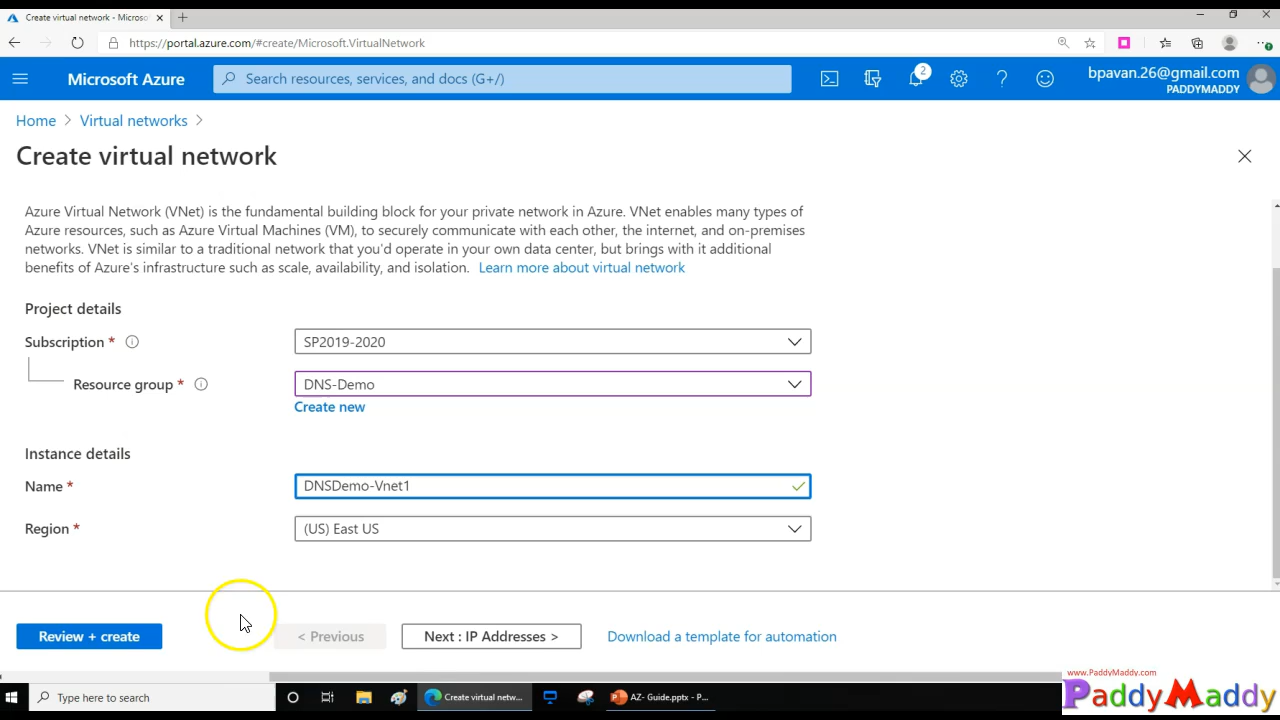 Create virtual network - Microso
https://portal.azure.com/#create/Microsoft.VirtualNetwork
Microsoft Azure
Search resources, services, and docs (G+/)
2
bpavan.26@gmail.com
PADDYMADDY
Home > Virtual networks >
Create virtual network
Azure Virtual Network (VNet) is the fundamental building block for your private network in Azure. VNet enables many types of
Azure resources, such as Azure Virtual Machines (VM), to securely communicate with each other, the internet, and on-premises
networks. VNet is similar to a traditional network that you'd operate in your own data center, but brings with it additional
benefits of Azure's infrastructure such as scale, availability, and isolation. Learn more about virtual network
Project details
Subscription * SP2019-2020
Resource group * DNS-Demo
Create new
Instance details
Name * DNSDemo-Vnet1
Region * (US) East US
Review + create < Previous Next : IP Addresses > Download a template for automation
www.PaddyMaddy.com
PaddyMaddy
Type here to search Create virtual netw... AZ- Guide.pptx - P...